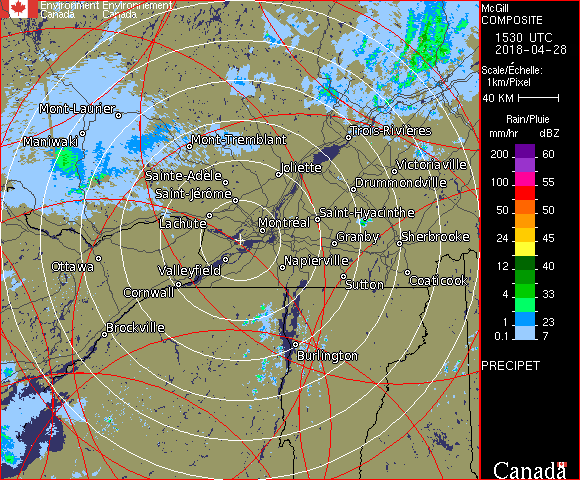 Environment Environnement
Canada Canada
McGill
COMPOSITE
1530 UTC
2018-04-28
Scale/Échelle:
1km/Pixel
40 KM
Rain/Pluie
mm/hr dBZ
200 60
100 55
50 50
24 45
12 40
4 33
1 23
0.1 7
PRECIPET
Canada
Mont-Laurier
Maniwaki
Mont-Tremblant
Trois-Rivières
Sainte-Adèle
Joliette
Victoriaville
Saint-Jérôme
Drummondville
Lachute
Montréal
Saint-Hyacinthe
Granby
Sherbrooke
Ottawa
Valleyfield
Napierville
Cornwall
Sutton
Coaticook
Brockville
Burlington